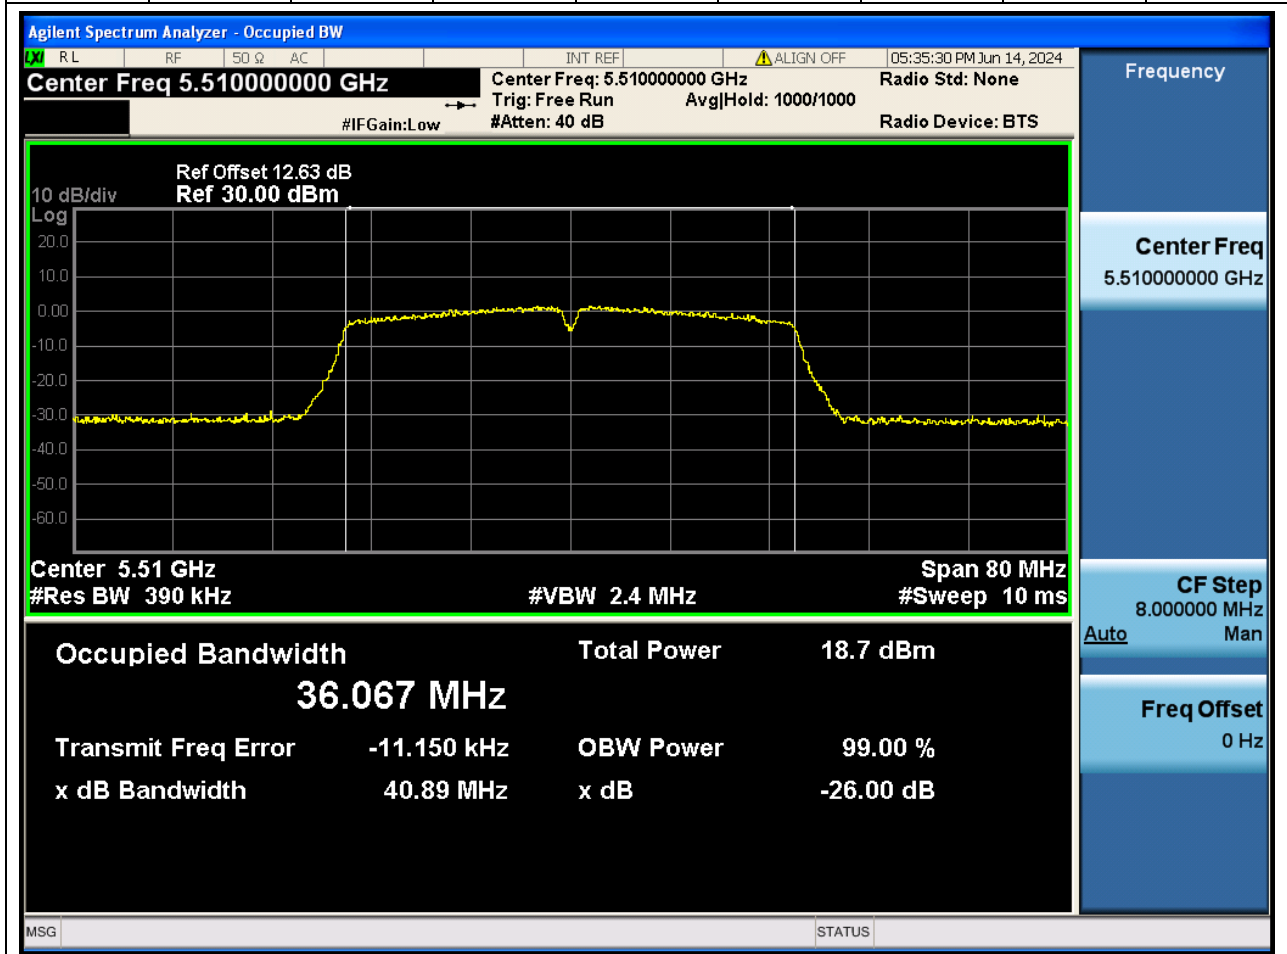 Agilent Spectrum Analyzer - Occupied BW
LXI RL RF 50 Ω AC INT REF ALIGN OFF 05:35:30 PM Jun 14, 2024
Center Freq 5.510000000 GHz
Center Freq: 5.510000000 GHz Radio Std: None
Trig: Free Run Avg|Hold: 1000/1000
#IFGain:Low #Atten: 40 dB Radio Device: BTS
Ref Offset 12.63 dB
10 dB/div Ref 30.00 dBm
Log
20.0
10.0
0.00
-10.0
-20.0
-30.0
-40.0
-50.0
-60.0
Center 5.51 GHz Span 80 MHz
#Res BW 390 kHz #VBW 2.4 MHz #Sweep 10 ms
Occupied Bandwidth Total Power 18.7 dBm
36.067 MHz
Transmit Freq Error -11.150 kHz OBW Power 99.00 %
x dB Bandwidth 40.89 MHz x dB -26.00 dB
MSG STATUS
Frequency
Center Freq
5.510000000 GHz
CF Step
8.000000 MHz
Auto Man
Freq Offset
0 Hz